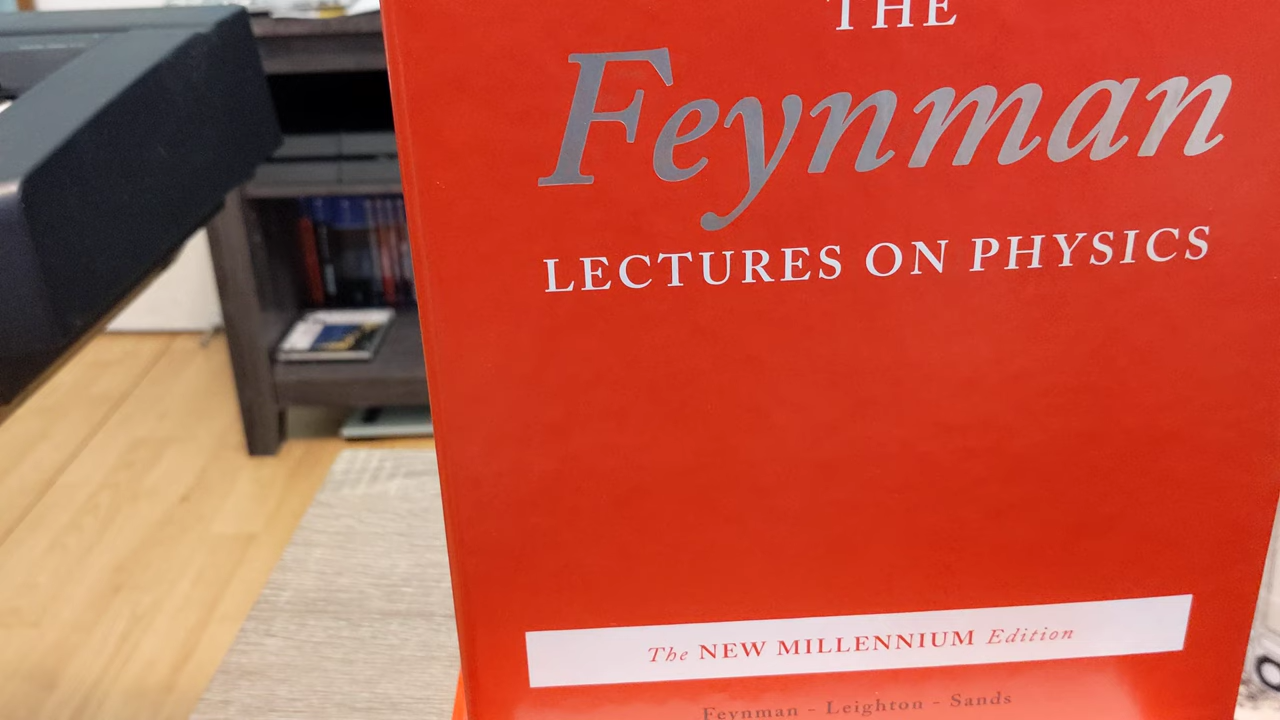 THE
Feynman
LECTURES ON PHYSICS
The NEW MILLENNIUM Edition
Feynman - Leighton - Sands